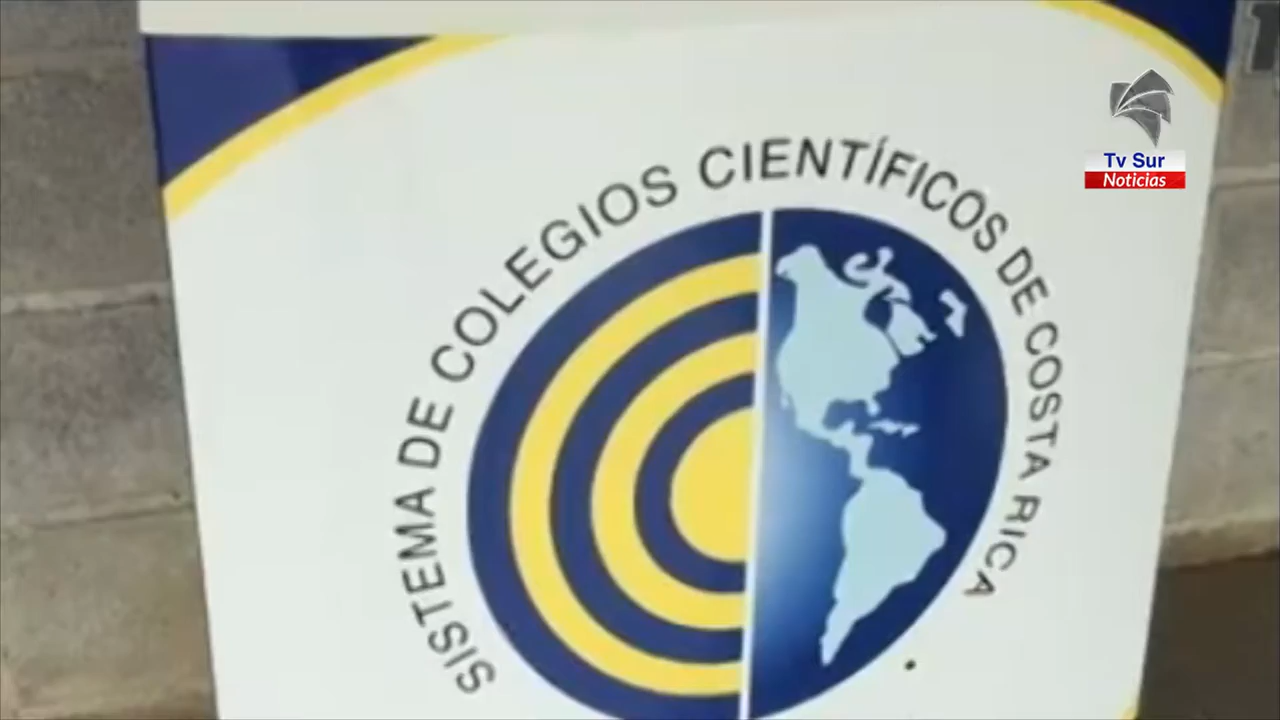 SISTEMA DE COLEGIOS CIENTÍFICOS DE COSTA RICA
Tv Sur
Noticias